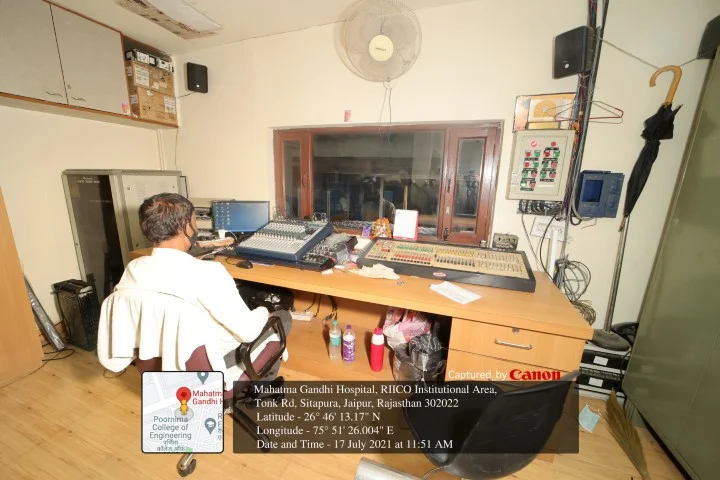 Captured by Canon
Mahatma Gandhi Hospital, RIICO Institutional Area,
Tonk Rd, Sitapura, Jaipur, Rajasthan 302022
Latitude - 26° 46' 13.17" N
Longitude - 75° 51' 26.004" E
Date and Time - 17 July 2021 at 11:51 AM
Mahatm
Gandhi H
Poornima
College of
Engineering